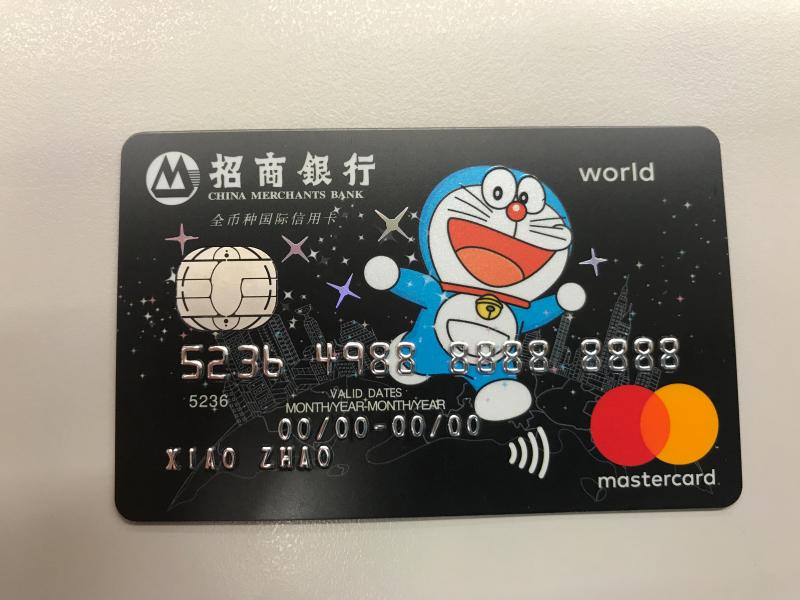 招商銀行
CHINA MERCHANTS BANK
全币种国际信用卡
world
5236 4988 8888 8888
5236
VALID DATES
MONTH/YEAR-MONTH/YEAR
00/00-00/00
XIAO ZHAO
mastercard